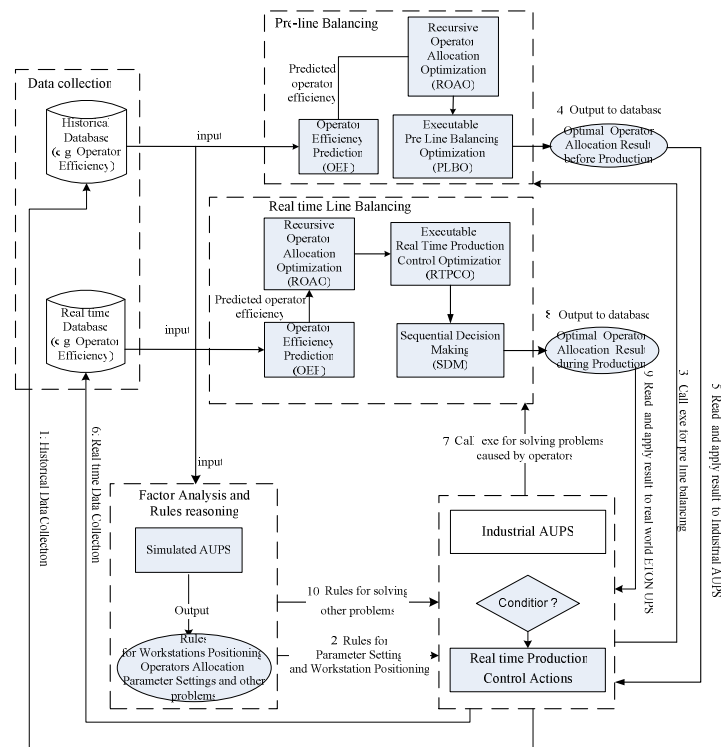 Pre-line Balancing
Recursive
Operator
Allocation
Optimization
(ROAO)
Predicted
operator
efficiency
Data collection
Historical
Database
(e.g. Operator
Efficiency)
input
Operator
Efficiency
Prediction
(OEP)
Executable
Pre Line Balancing
Optimization
(PLBO)
4 Output to database
Optimal Operator
Allocation Result
before Production
Real time Line Balancing
Recursive
Operator
Allocation
Optimization
(ROAO)
Executable
Real Time Production
Control Optimization
(RTPCO)
Real time
Database
(e.g. Operator
Efficiency)
input
Predicted operator
efficiency
Operator
Efficiency
Prediction
(OEP)
Sequential Decision
Making
(SDM)
8 Output to database
Optimal Operator
Allocation Result
during Production
1: Historical Data Collection
6: Real time Data Collection
input
7 Call exe for solving problems
caused by operators
9 Read and apply result to real world ETON UPS
3 Call exe for pre line balancing
5 Read and apply result to Industrial AUPS
Factor Analysis and
Rules reasoning
Simulated AUPS
Output
Rules
for Workstations Positioning
Operators Allocation
Parameter Settings and other
problems
10 Rules for solving
other problems
2 Rules for
Parameter Setting
and Workstation Positioning
Industrial AUPS
Condition ?
Real time Production
Control Actions